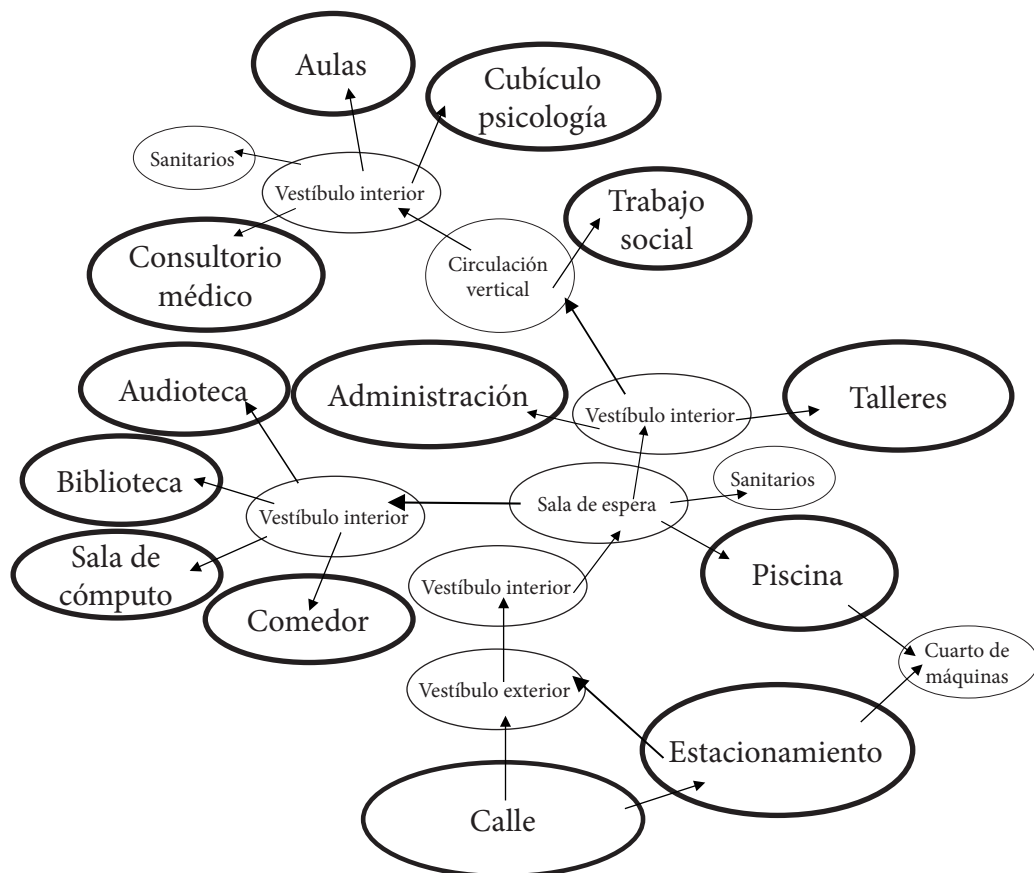 Aulas
Cubículo
psicología
Sanitarios
Vestíbulo interior
Trabajo
social
Consultorio
médico
Circulación
vertical
Audioteca
Administración
Vestíbulo interior
Talleres
Biblioteca
Vestíbulo interior
Sala de espera
Sanitarios
Sala de
cómputo
Comedor
Vestíbulo interior
Piscina
Vestíbulo exterior
Cuarto de
máquinas
Estacionamiento
Calle